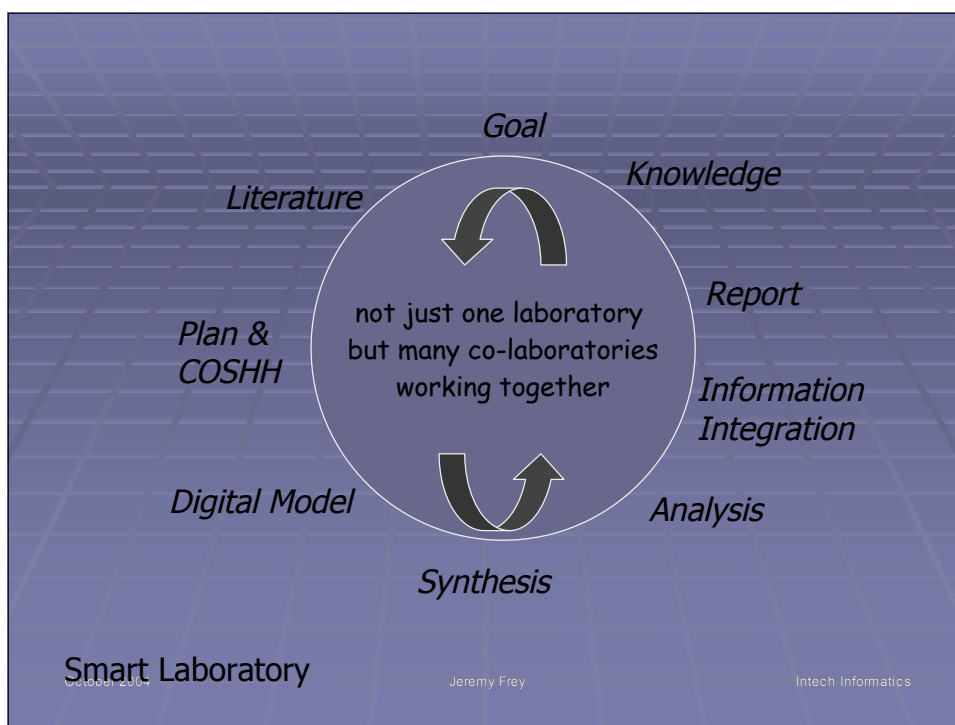 Goal
Knowledge
Literature
Report
not just one laboratory
but many co-laboratories
working together
Plan &
COSHH
Information
Integration
Digital Model
Analysis
Synthesis
Smart Laboratory
October 2004
Jeremy Frey
Intech Informatics